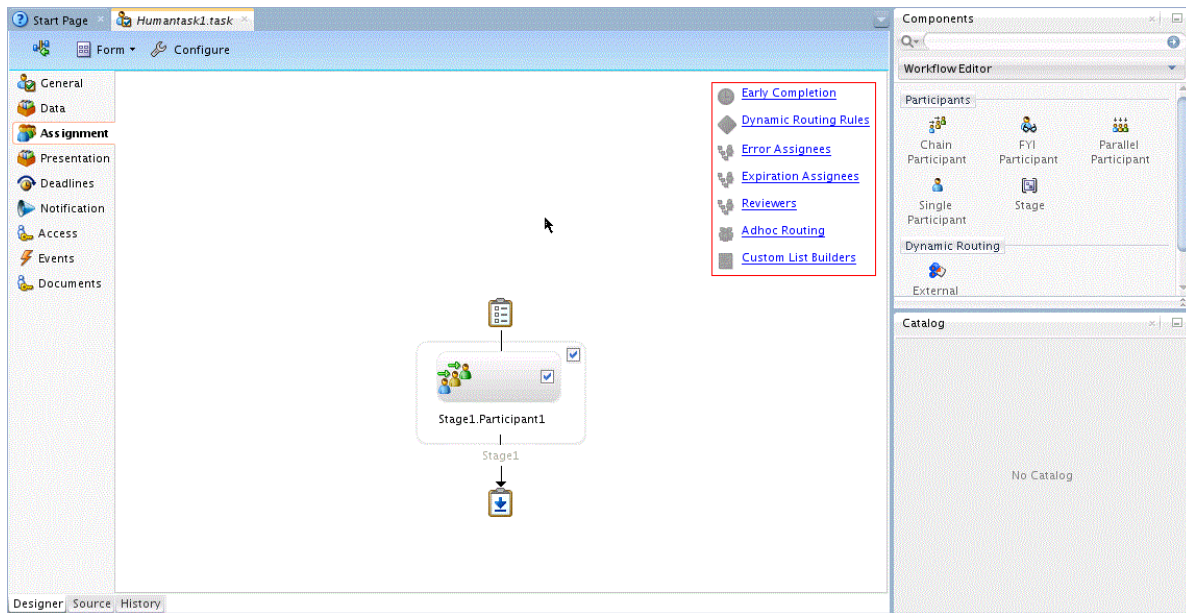 Start Page
Humantask1.task
Form
Configure
General
Data
Assignment
Presentation
Deadlines
Notification
Access
Events
Documents
Early Completion
Dynamic Routing Rules
Error Assignees
Expiration Assignees
Reviewers
Adhoc Routing
Custom List Builders
Stage1.Participant1
Stage1
Designer
Source
History
Components
Workflow Editor
Participants
Chain
Participant
FYI
Participant
Parallel
Participant
Single
Participant
Stage
Dynamic Routing
External
Catalog
No Catalog